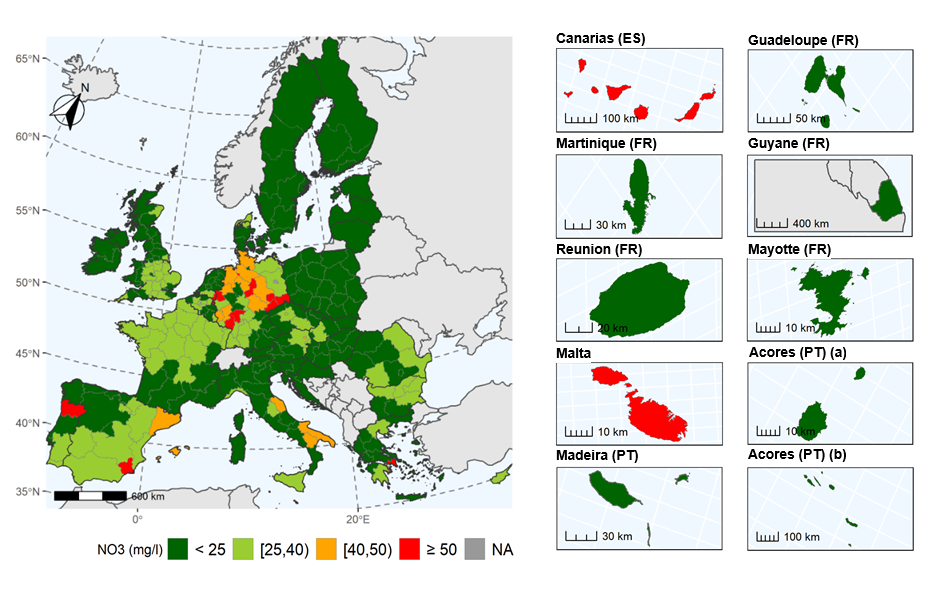 65°N
60°N
55°N
50°N
45°N
40°N
35°N
N
600 km
0°
20°E
NO3 (mg/l)
< 25
[25,40)
[40,50)
≥ 50
NA
Canarias (ES)
100 km
Guadeloupe (FR)
50 km
Martinique (FR)
30 km
Guyane (FR)
400 km
Reunion (FR)
20 km
Mayotte (FR)
10 km
Malta
10 km
Acores (PT) (a)
10 km
Madeira (PT)
30 km
Acores (PT) (b)
100 km